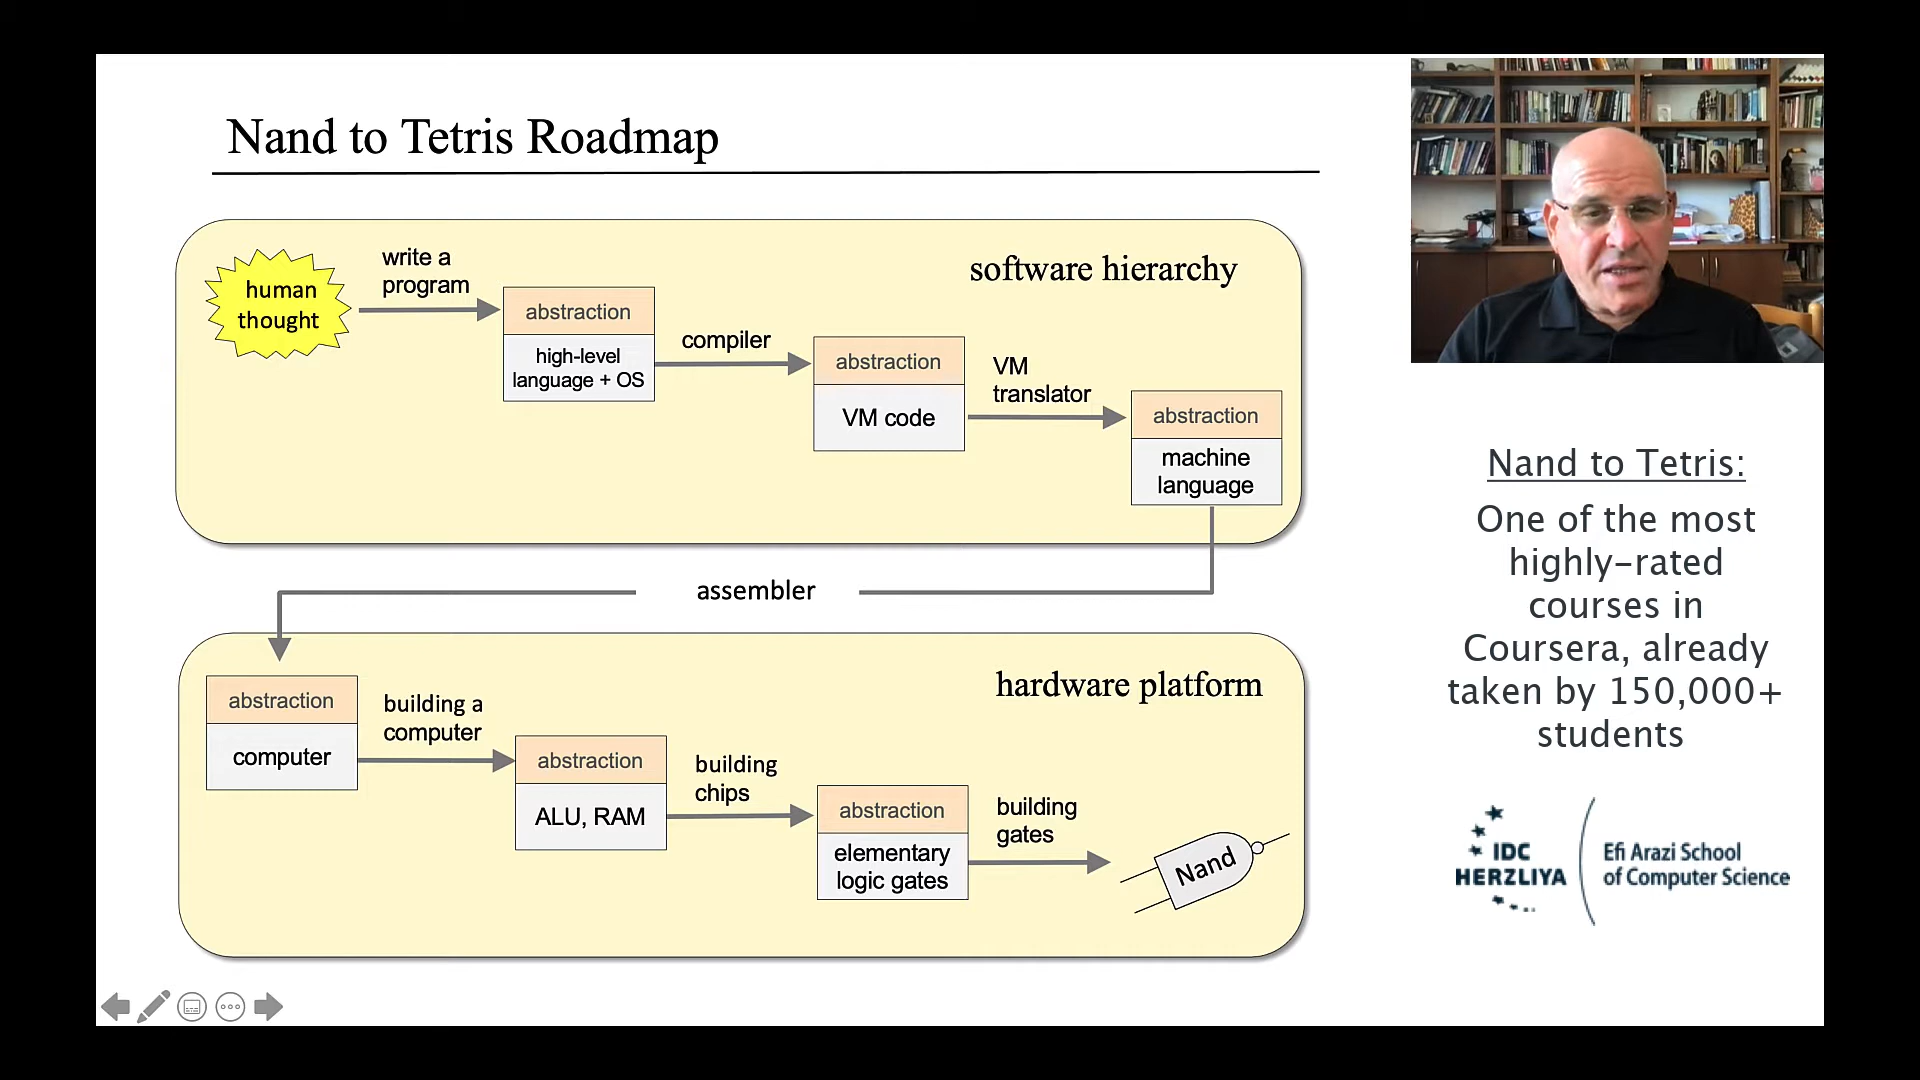 Nand to Tetris Roadmap
human
thought
write a
program
software hierarchy
abstraction
high-level
language + OS
compiler
abstraction
VM code
VM
translator
abstraction
machine
language
assembler
hardware platform
abstraction
computer
building a
computer
abstraction
ALU, RAM
building
chips
abstraction
elementary
logic gates
building
gates
Nand
Nand to Tetris:
One of the most
highly-rated
courses in
Coursera, already
taken by 150,000+
students
IDC
HERZLIYA
Efi Arazi School
of Computer Science